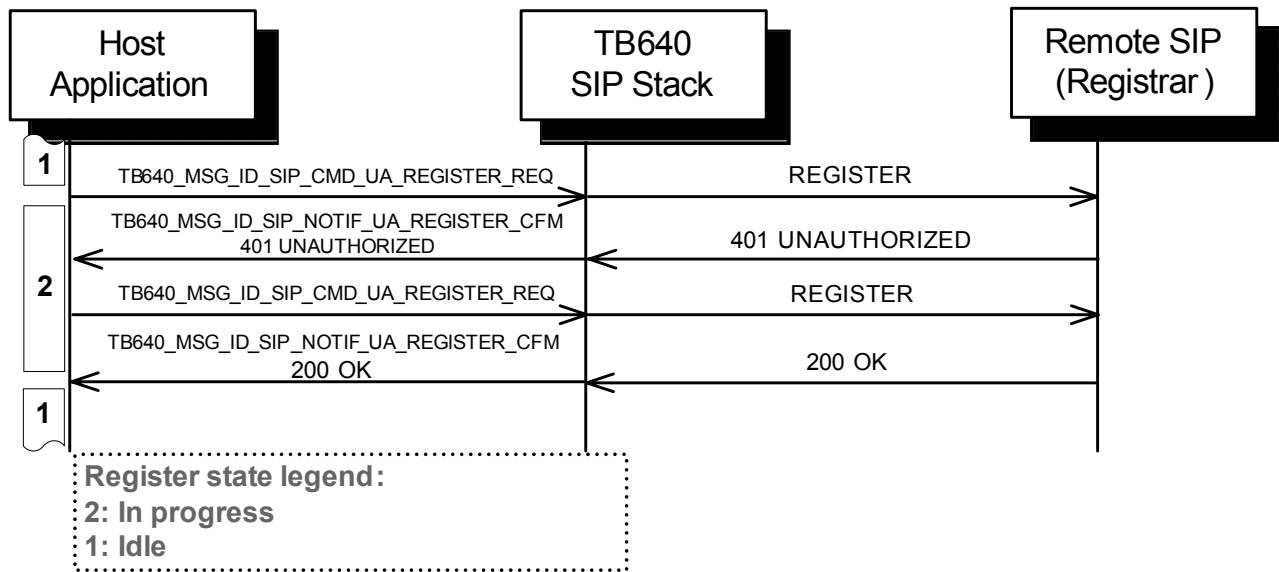 Host
Application
TB640
SIP Stack
Remote SIP
(Registrar )
1
TB640_MSG_ID_SIP_CMD_UA_REGISTER_REQ
REGISTER
TB640_MSG_ID_SIP_NOTIF_UA_REGISTER_CFM
401 UNAUTHORIZED
401 UNAUTHORIZED
2
TB640_MSG_ID_SIP_CMD_UA_REGISTER_REQ
REGISTER
TB640_MSG_ID_SIP_NOTIF_UA_REGISTER_CFM
200 OK
200 OK
1
Register state legend:
2: In progress
1: Idle